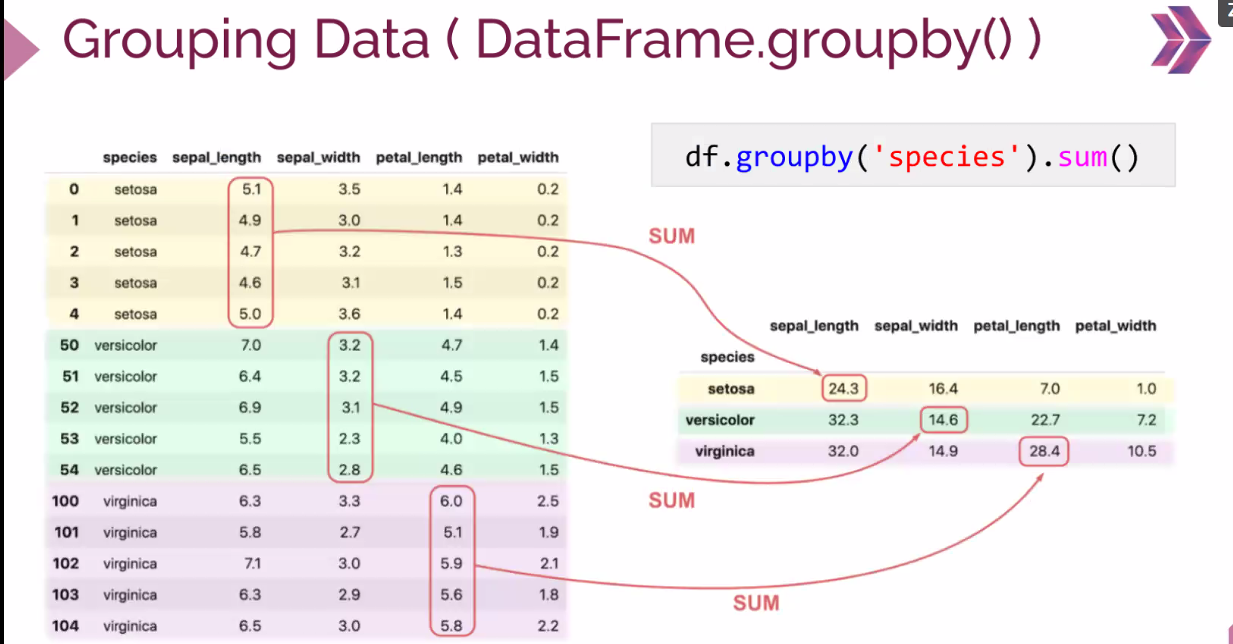 Grouping Data ( DataFrame.groupby() )
df.groupby('species').sum()
species sepal_length sepal_width petal_length petal_width
0 setosa 5.1 3.5 1.4 0.2
1 setosa 4.9 3.0 1.4 0.2
2 setosa 4.7 3.2 1.3 0.2
3 setosa 4.6 3.1 1.5 0.2
4 setosa 5.0 3.6 1.4 0.2
50 versicolor 7.0 3.2 4.7 1.4
51 versicolor 6.4 3.2 4.5 1.5
52 versicolor 6.9 3.1 4.9 1.5
53 versicolor 5.5 2.3 4.0 1.3
54 versicolor 6.5 2.8 4.6 1.5
100 virginica 6.3 3.3 6.0 2.5
101 virginica 5.8 2.7 5.1 1.9
102 virginica 7.1 3.0 5.9 2.1
103 virginica 6.3 2.9 5.6 1.8
104 virginica 6.5 3.0 5.8 2.2
SUM
SUM
SUM
sepal_length sepal_width petal_length petal_width
species
setosa 24.3 16.4 7.0 1.0
versicolor 32.3 14.6 22.7 7.2
virginica 32.0 14.9 28.4 10.5